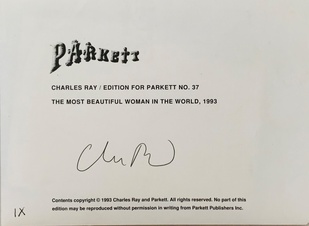 PARKETT
CHARLES RAY / EDITION FOR PARKETT NO. 37
THE MOST BEAUTIFUL WOMAN IN THE WORLD, 1993
Contents copyright © 1993 Charles Ray and Parkett. All rights reserved. No part of this
edition may be reproduced without permission in writing from Parkett Publishers Inc.
IX